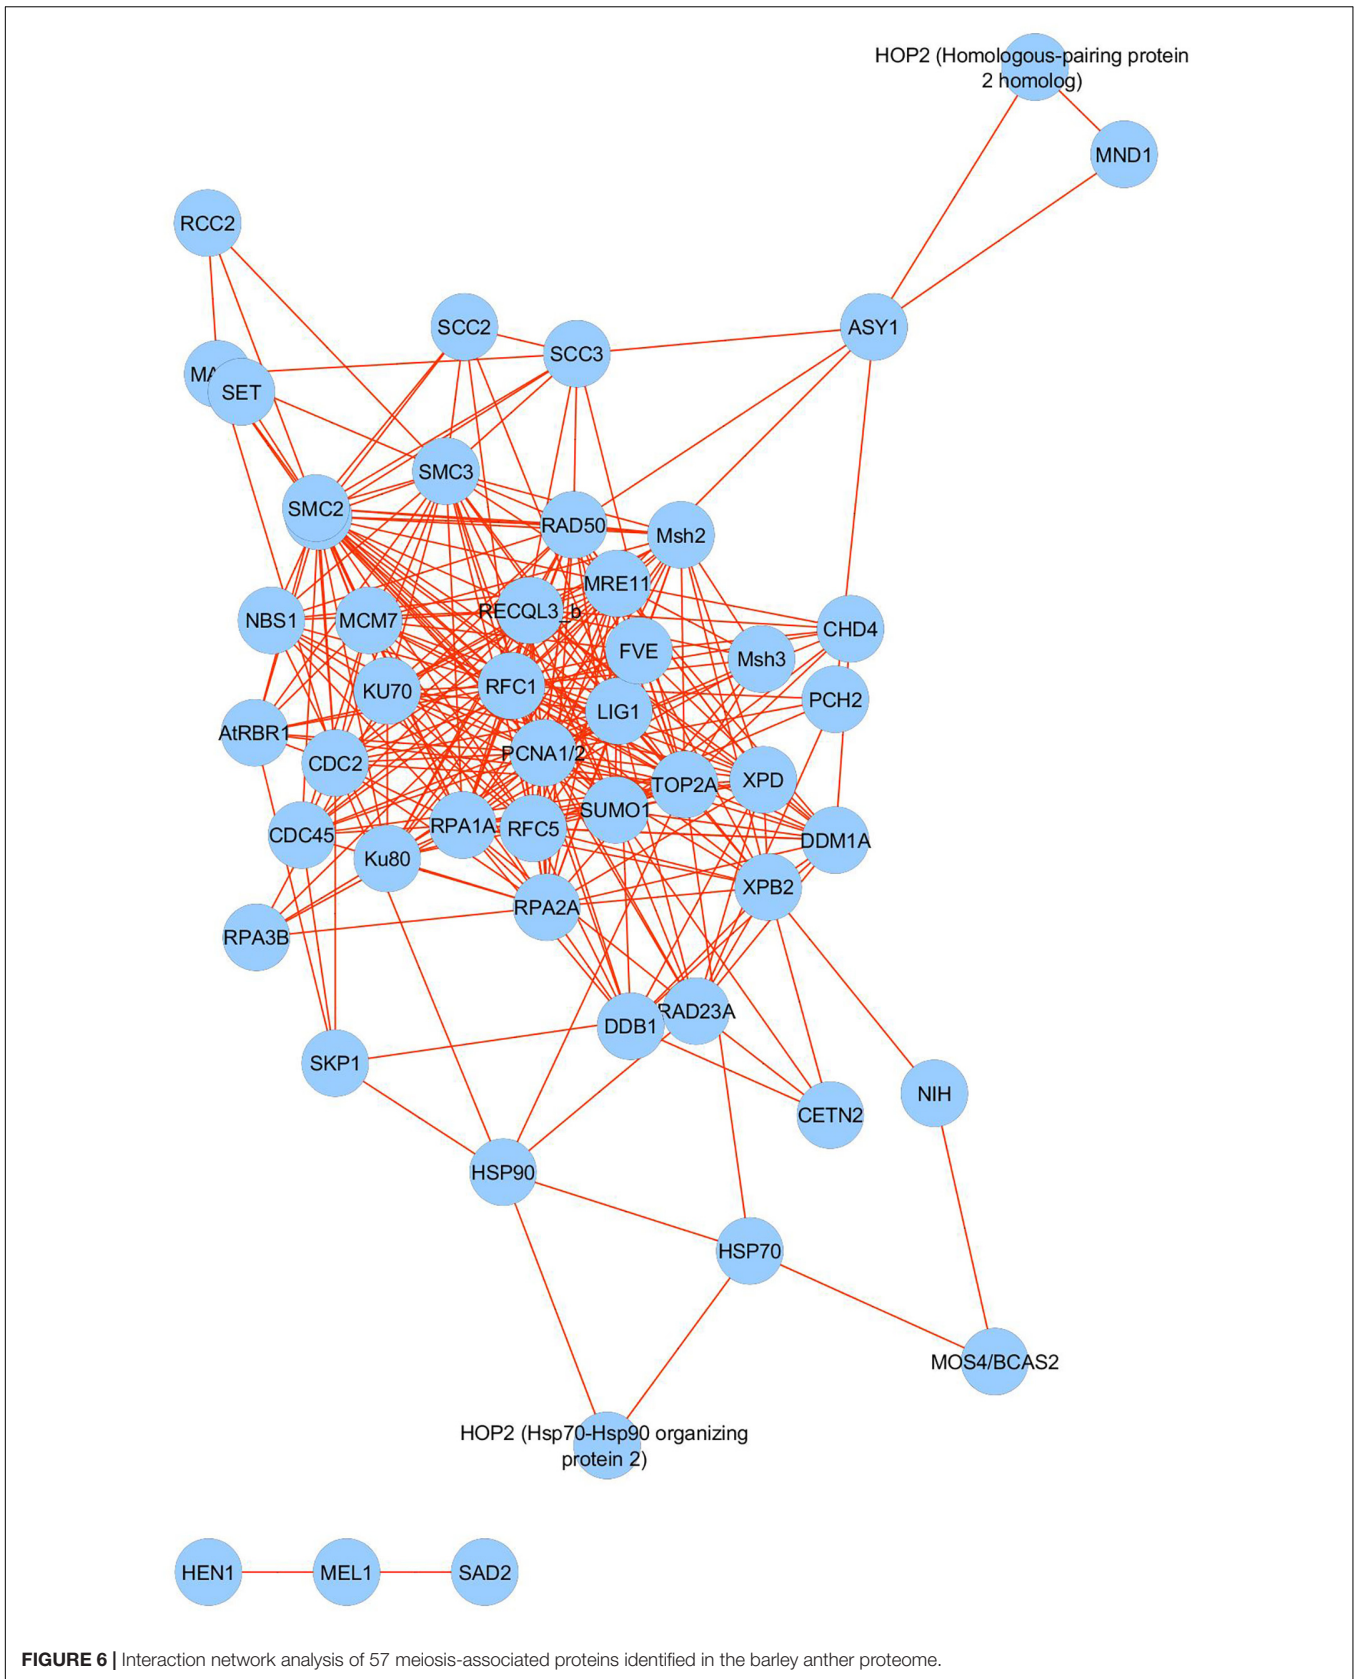 HOP2 (Homologous-pairing protein
2 homolog)
MND1
RCC2
SCC2
ASY1
SCC3
MA
SET
SMC3
SMC2
RAD50
Msh2
MRE11
RECQL3_b
NBS1
MCM7
CHD4
FVE
Msh3
KU70
RFC1
PCH2
LIG1
AtRBR1
PCNA1/2
CDC2
TOP2A
XPD
SUMO1
RPA1A
RFC5
CDC45
DDM1A
Ku80
XPB2
RPA2A
RPA3B
RAD23A
DDB1
SKP1
NIH
CETN2
HSP90
HSP70
MOS4/BCAS2
HOP2 (Hsp70-Hsp90 organizing
protein 2)
HEN1
MEL1
SAD2
FIGURE 6 | Interaction network analysis of 57 meiosis-associated proteins identified in the barley anther proteome.